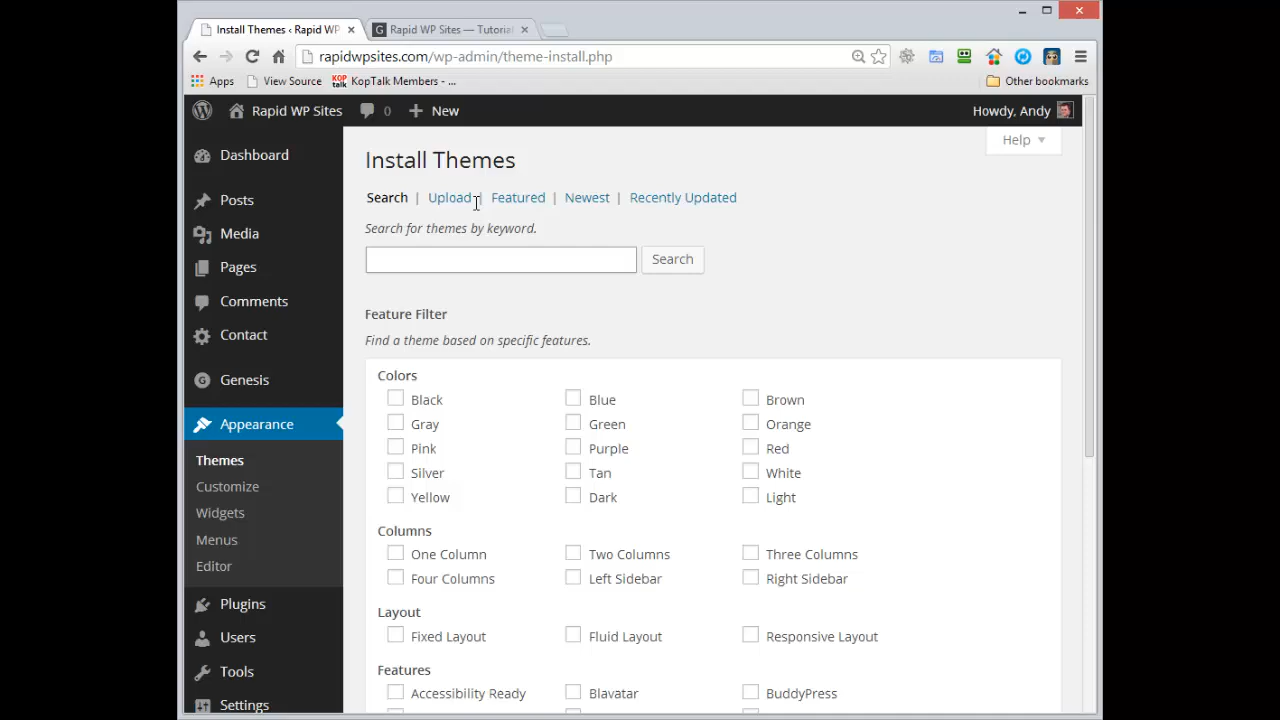 Install Themes ‹ Rapid WP
Rapid WP Sites — Tutorial
rapidwpsites.com/wp-admin/theme-install.php
Apps
View Source
KOP talk
KopTalk Members - ...
Other bookmarks
Rapid WP Sites
0
New
Howdy, Andy
Help
Dashboard
Posts
Media
Pages
Comments
Contact
Genesis
Appearance
Themes
Customize
Widgets
Menus
Editor
Plugins
Users
Tools
Settings
Install Themes
Search | Upload | Featured | Newest | Recently Updated
Search for themes by keyword.
Search
Feature Filter
Find a theme based on specific features.
Colors
Black Blue Brown
Gray Green Orange
Pink Purple Red
Silver Tan White
Yellow Dark Light
Columns
One Column Two Columns Three Columns
Four Columns Left Sidebar Right Sidebar
Layout
Fixed Layout Fluid Layout Responsive Layout
Features
Accessibility Ready Blavatar BuddyPress